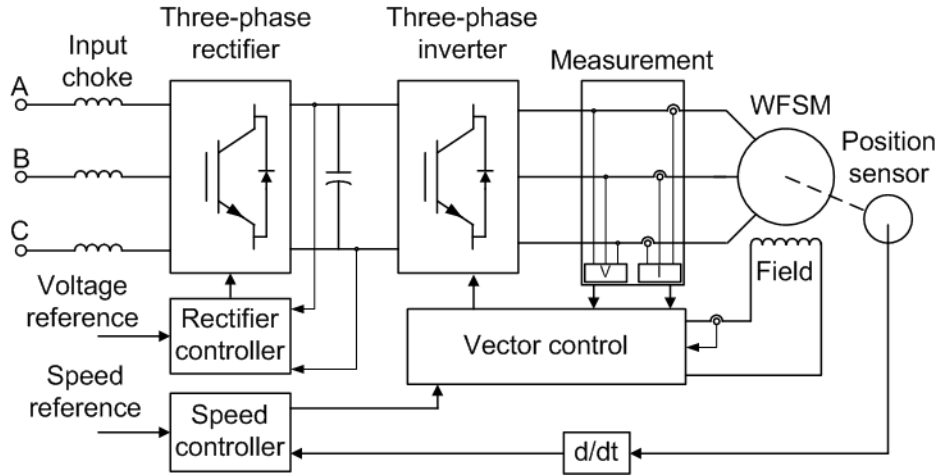 Three-phase
rectifier
Three-phase
inverter
Input
choke
Measurement
WFSM
Position
sensor
A
B
C
V
I
Field
Voltage
reference
Rectifier
controller
Vector control
Speed
reference
Speed
controller
d/dt